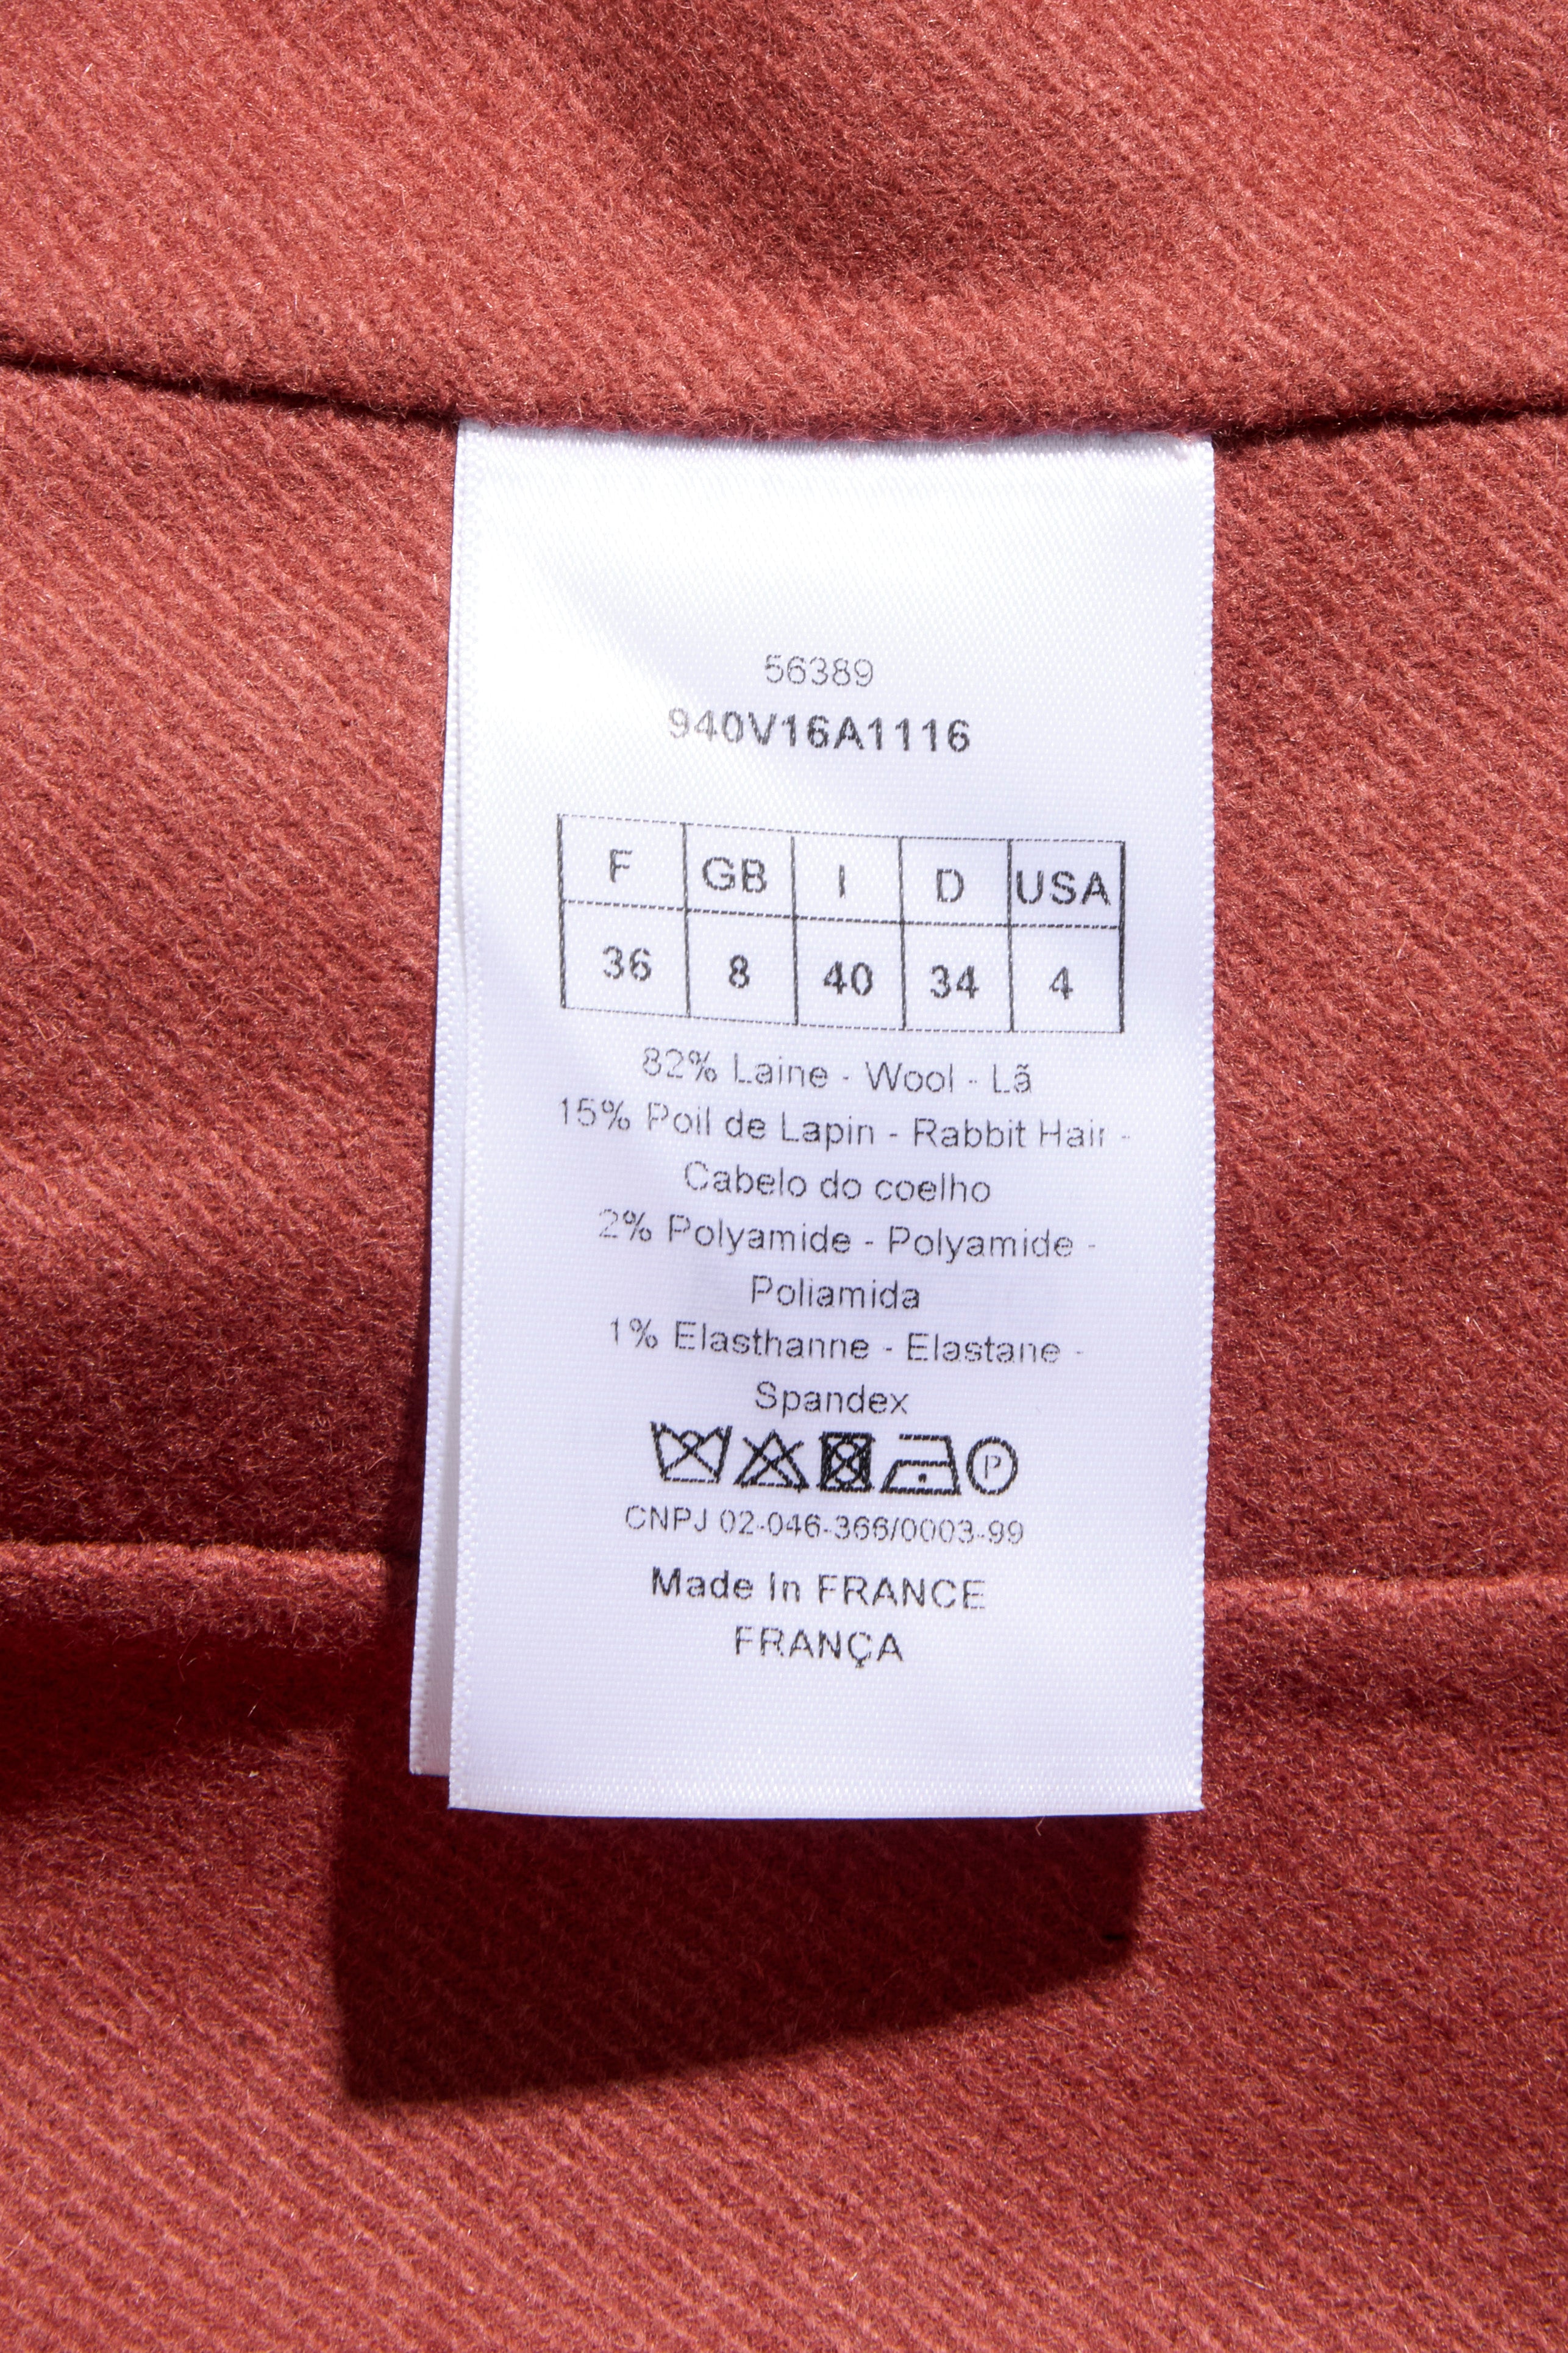 56389
940V16A1116
F GB I D USA
36 8 40 34 4
82% Laine - Wool - Lã
15% Poil de Lapin - Rabbit Hair -
Cabelo do coelho
2% Polyamide - Polyamide -
Poliamida
1% Elasthanne - Elastane -
Spandex
P
CNPJ 02-046-366/0003-99
Made In FRANCE
FRANÇA